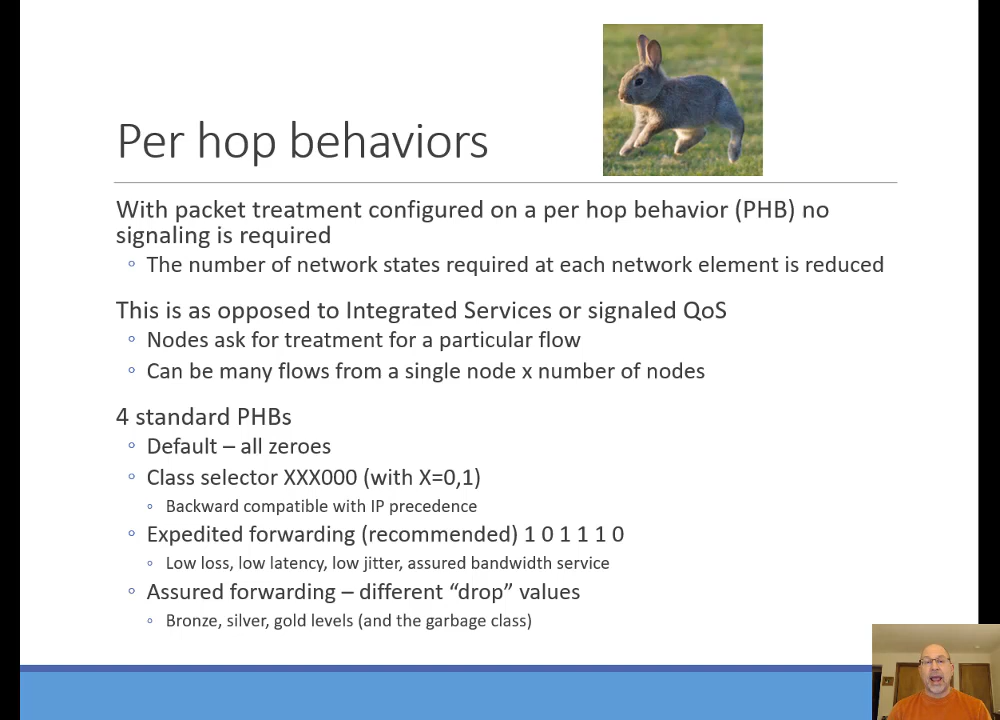 Per hop behaviors
With packet treatment configured on a per hop behavior (PHB) no
signaling is required
The number of network states required at each network element is reduced
This is as opposed to Integrated Services or signaled QoS
Nodes ask for treatment for a particular flow
Can be many flows from a single node x number of nodes
4 standard PHBs
Default – all zeroes
Class selector XXX000 (with X=0,1)
Backward compatible with IP precedence
Expedited forwarding (recommended) 1 0 1 1 1 0
Low loss, low latency, low jitter, assured bandwidth service
Assured forwarding – different “drop” values
Bronze, silver, gold levels (and the garbage class)